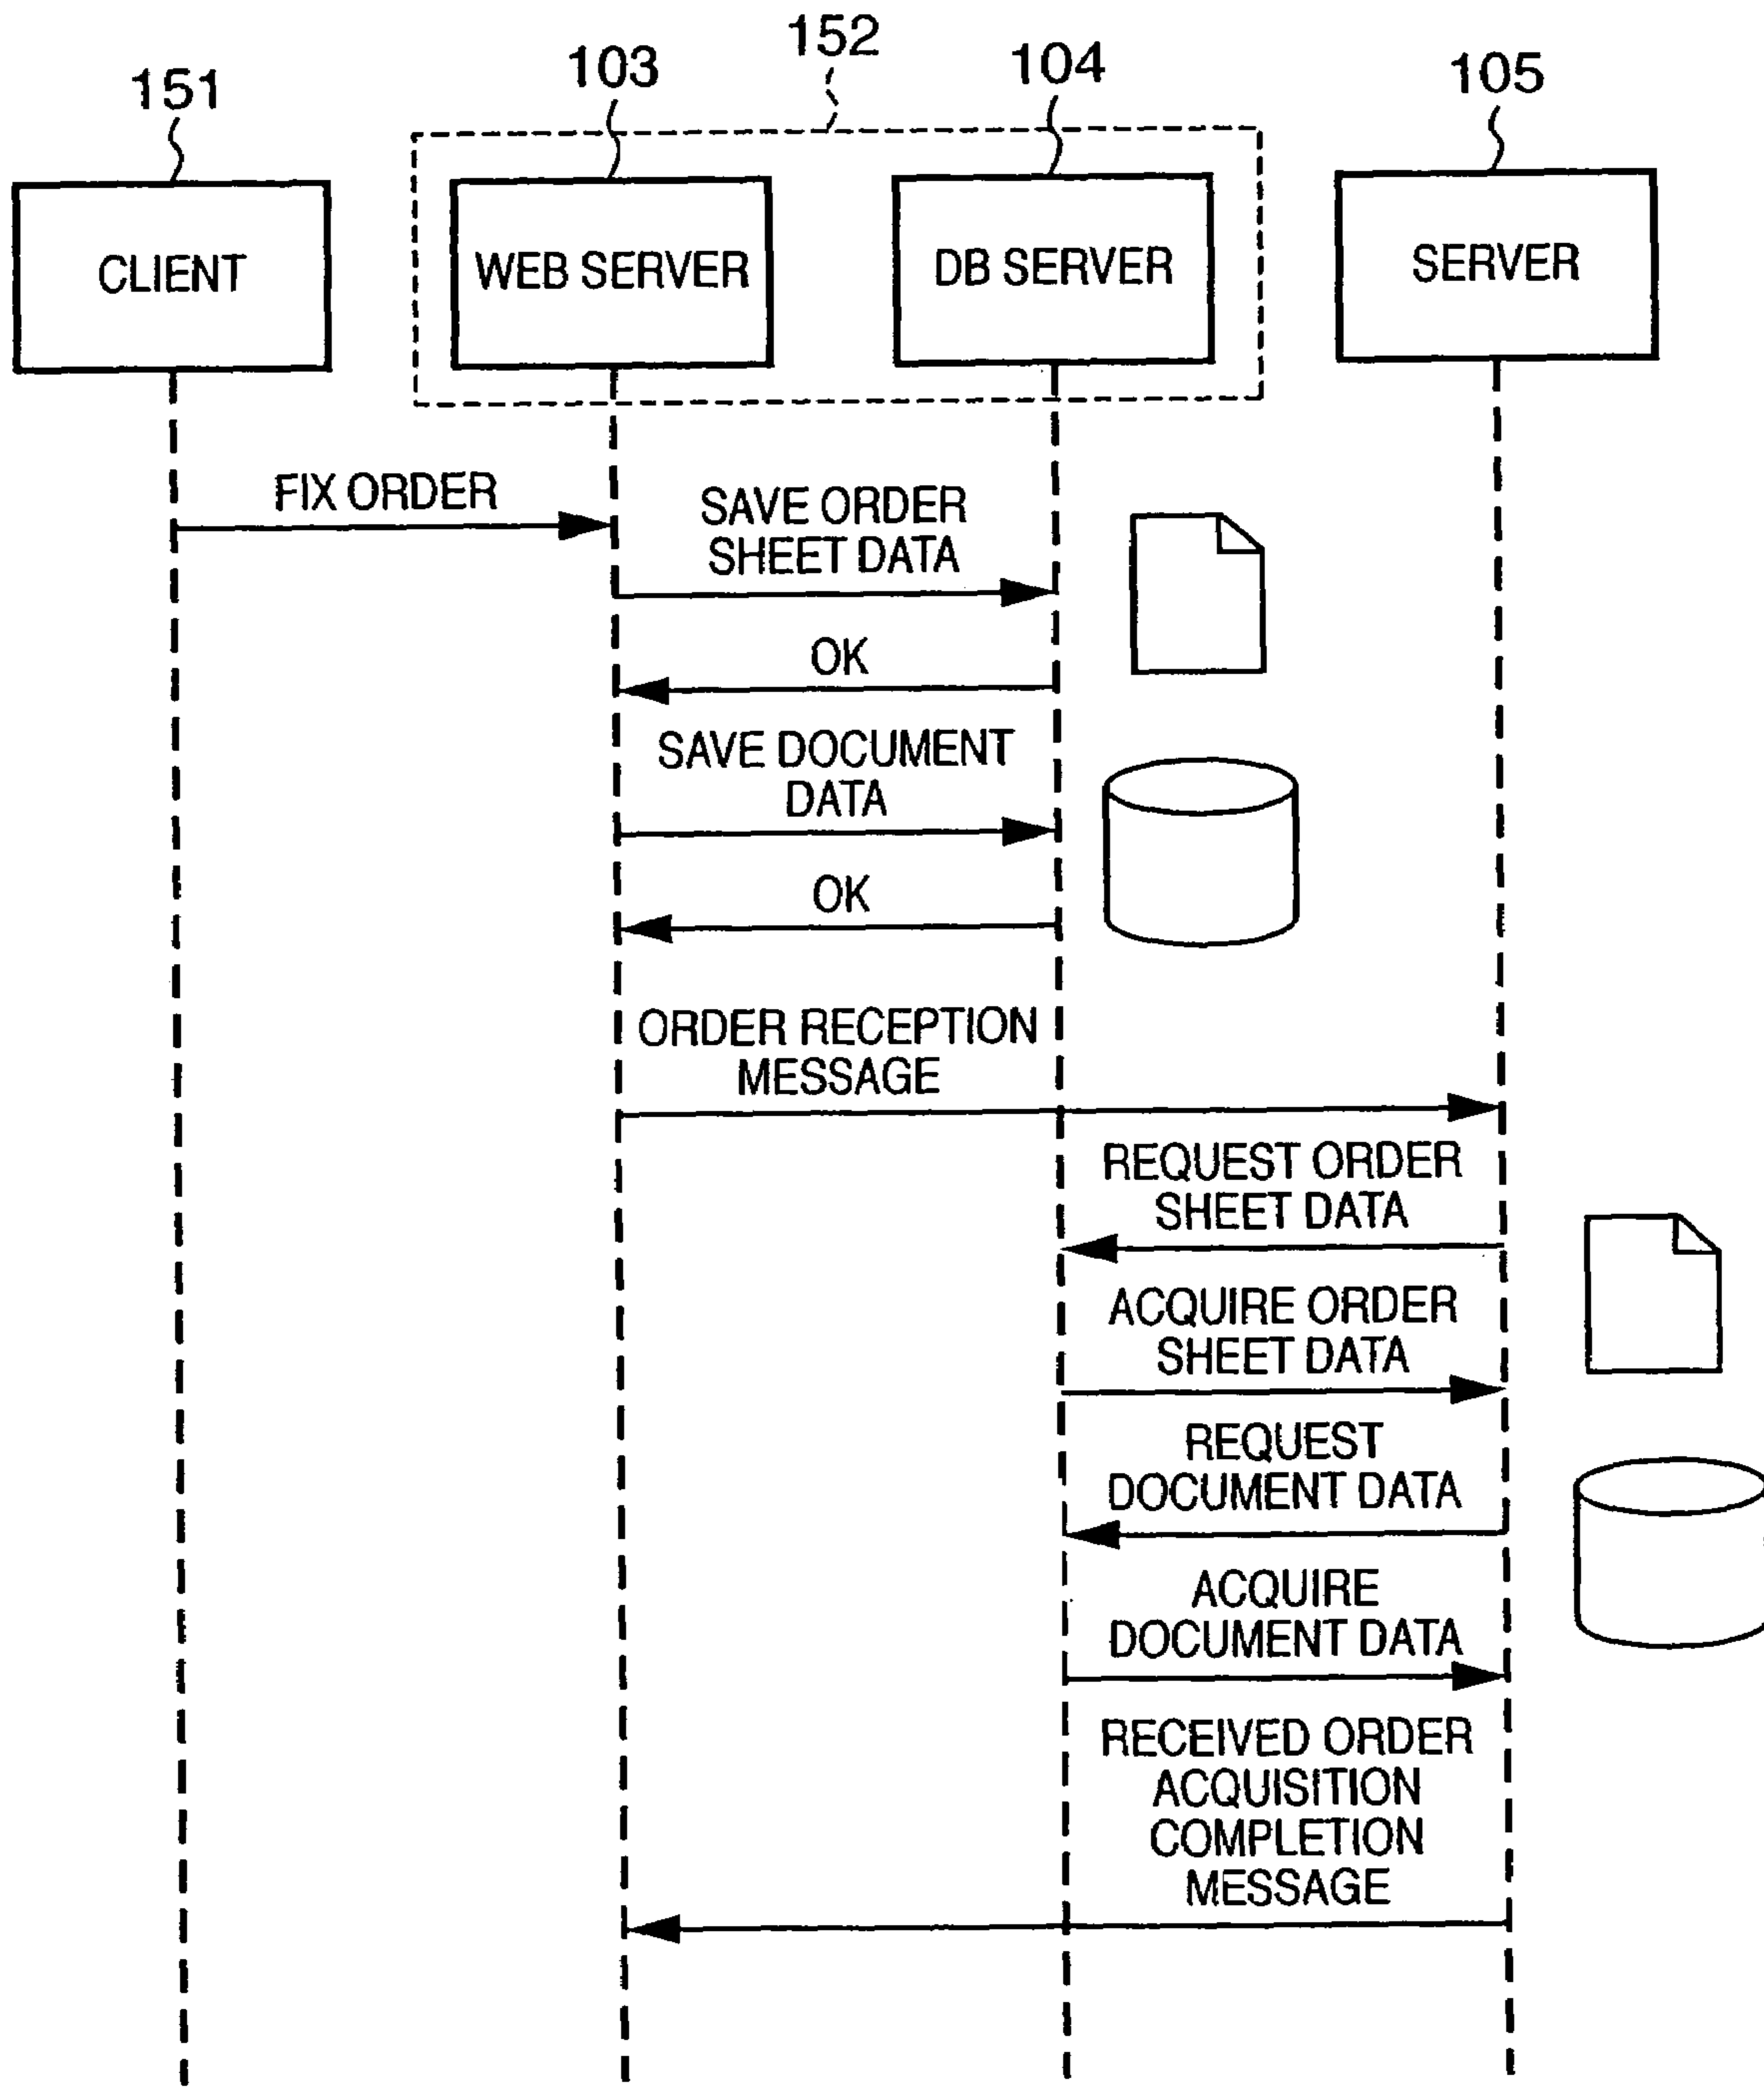 152
103
104
151
105
CLIENT
WEB SERVER
DB SERVER
SERVER
FIX ORDER
SAVE ORDER
SHEET DATA
OK
SAVE DOCUMENT
DATA
OK
ORDER RECEPTION
MESSAGE
REQUEST ORDER
SHEET DATA
ACQUIRE ORDER
SHEET DATA
REQUEST
DOCUMENT DATA
ACQUIRE
DOCUMENT DATA
RECEIVED ORDER
ACQUISITION
COMPLETION
MESSAGE